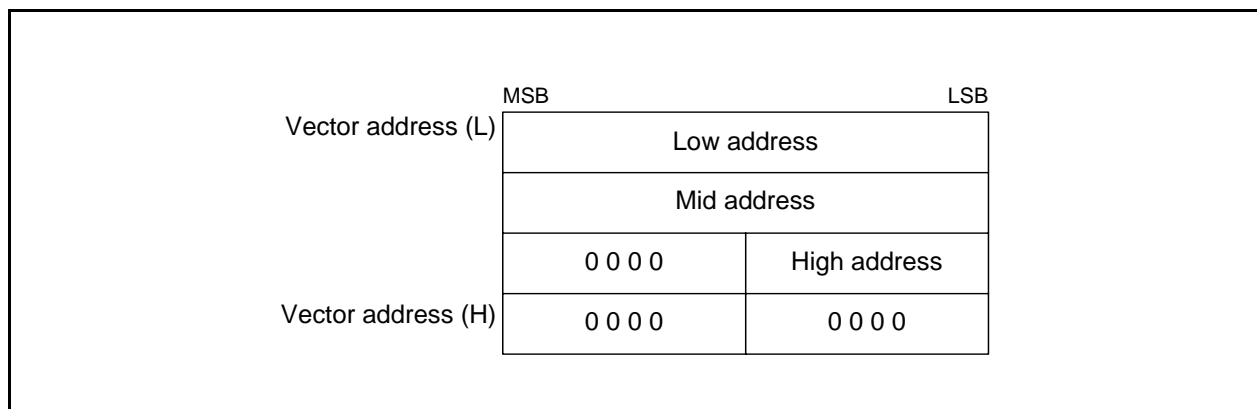 MSB LSB
Vector address (L) Low address
Mid address
0 0 0 0 High address
Vector address (H) 0 0 0 0 0 0 0 0